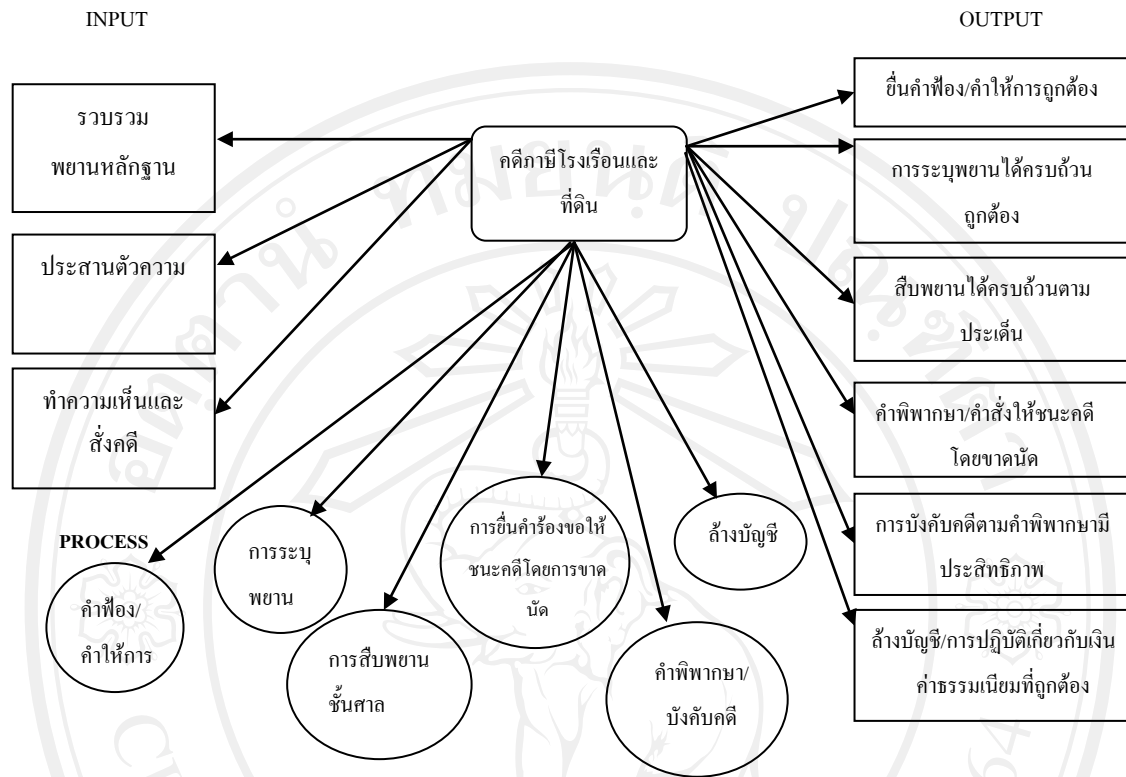 INPUT
OUTPUT
รวบรวม
พยานหลักฐาน
ประสานตัวความ
ทำความเห็นและ
สั่งคดี
คดีภาษีโรงเรือนและ
ที่ดิน
ยื่นคำฟ้อง/คำให้การถูกต้อง
การระบุพยานได้ครบถ้วน
ถูกต้อง
สืบพยานได้ครบถ้วนตาม
ประเด็น
คำพิพากษา/คำสั่งให้ชนะคดี
โดยขาดนัด
การบังคับคดีตามคำพิพากษามี
ประสิทธิภาพ
ล้างบัญชี/การปฏิบัติเกี่ยวกับเงิน
ค่าธรรมเนียมที่ถูกต้อง
PROCESS
คำฟ้อง/
คำให้การ
การระบุ
พยาน
การสืบพยาน
ชั้นศาล
การยื่นคำร้องขอให้
ชนะคดีโดยการขาด
นัด
คำพิพากษา/
บังคับคดี
ล้างบัญชี